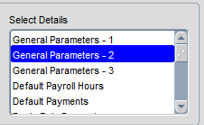 Select Details
General Parameters - 1
General Parameters - 2
General Parameters - 3
Default Payroll Hours
Default Payments